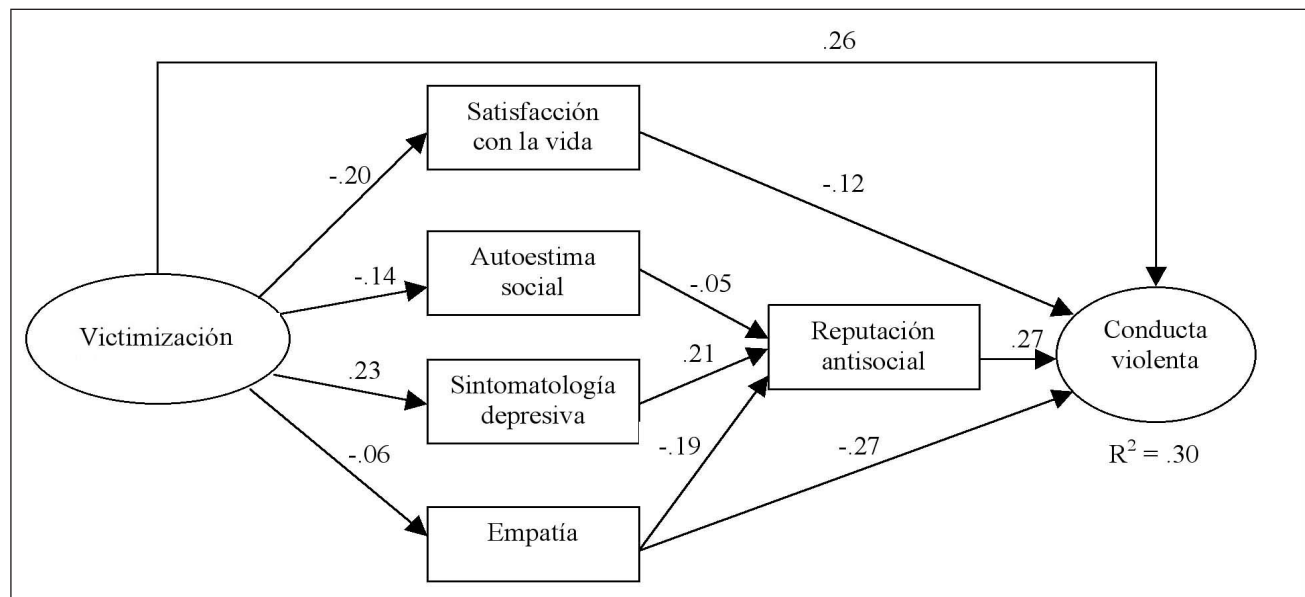 .26
Satisfacción
con la vida
-.20
-.12
Autoestima
social
-.14
-.05
Victimización
Reputación
antisocial
.27
Conducta
violenta
.23
Sintomatología
depresiva
.21
-.06
-.19
-.27
R² = .30
Empatía